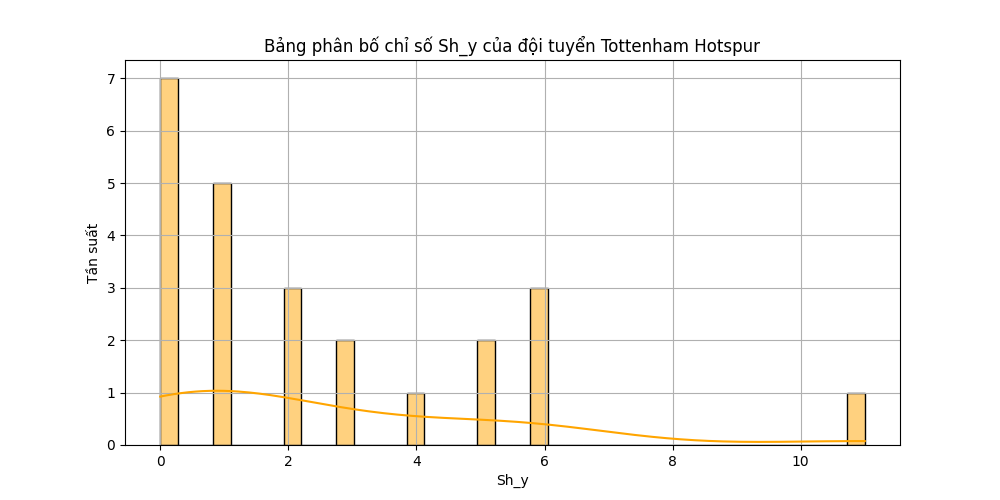 Bảng phân bố chỉ số Sh_y của đội tuyển Tottenham Hotspur
7
6
5
4
3
2
1
0
Tần suất
0 2 4 6 8 10
Sh_y